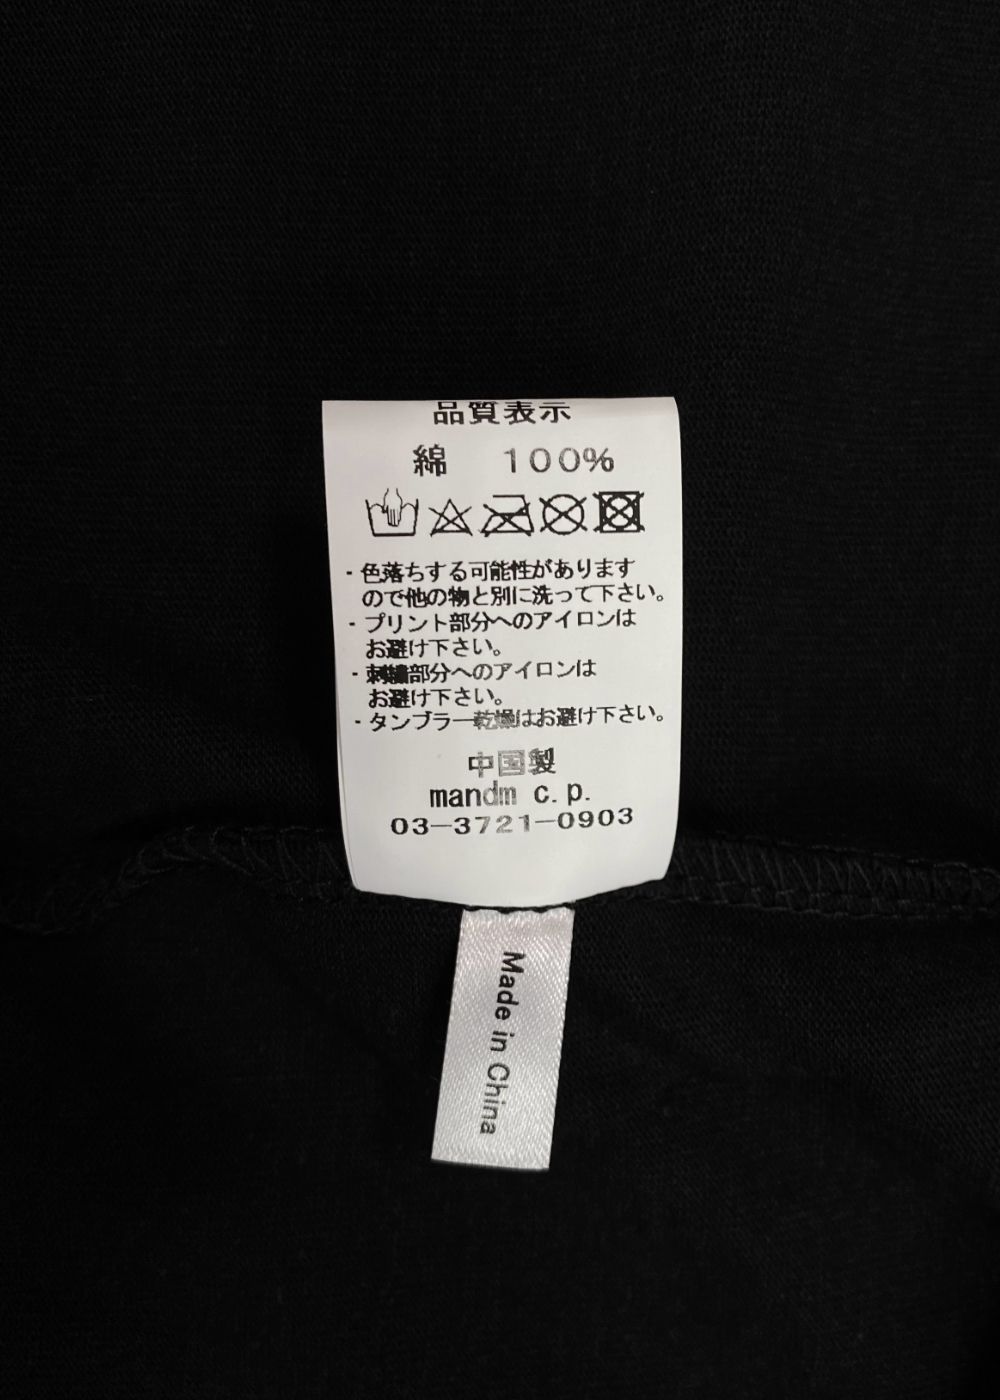 品質表示
綿 100%
・色落ちする可能性があります
ので他の物と別に洗って下さい。
・プリント部分へのアイロンは
お避け下さい。
・刺繍部分へのアイロンは
お避け下さい。
・タンブラー乾燥はお避け下さい。
中国製
mandm c.p.
03-3721-0903
Made in China